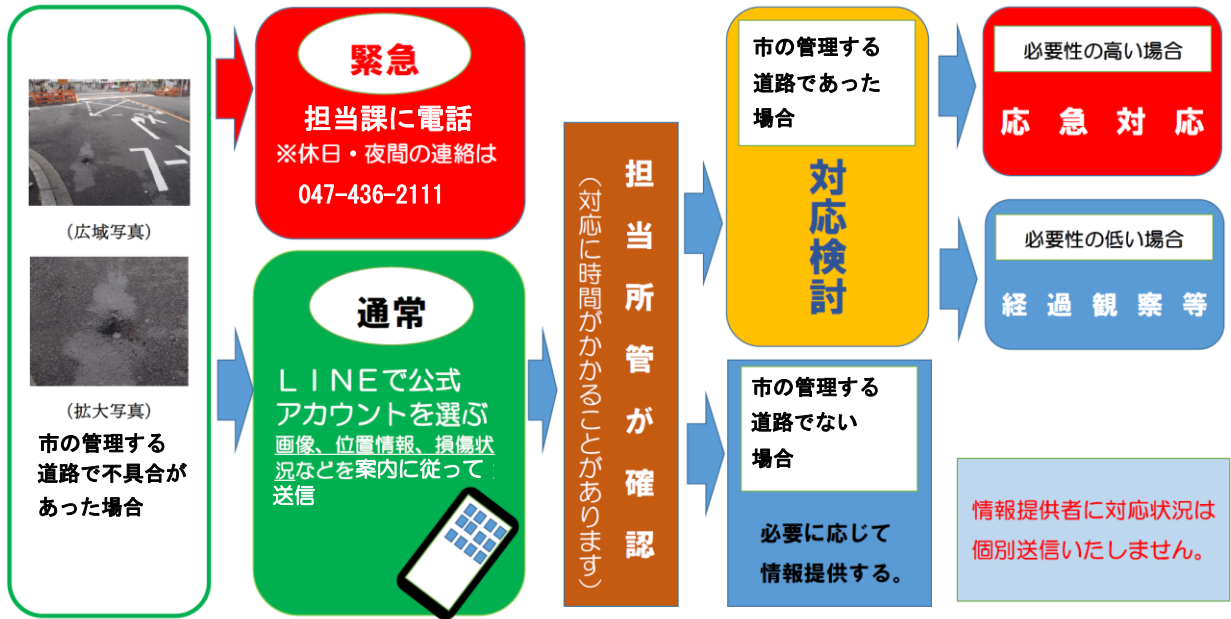 (広域写真)
(拡大写真)
市の管理する
道路で不具合が
あった場合
緊急
担当課に電話
※休日・夜間の連絡は
047-436-2111
通常
ＬＩＮＥで公式
アカウントを選ぶ
画像、位置情報、損傷状
況などを案内に従って
送信
担当所管が確認
(対応に時間がかかることがあります)
市の管理する
道路であった
場合
対応検討
市の管理する
道路でない
場合
必要に応じて
情報提供する。
必要性の高い場合
応急対応
必要性の低い場合
経過観察等
情報提供者に対応状況は
個別送信いたしません。